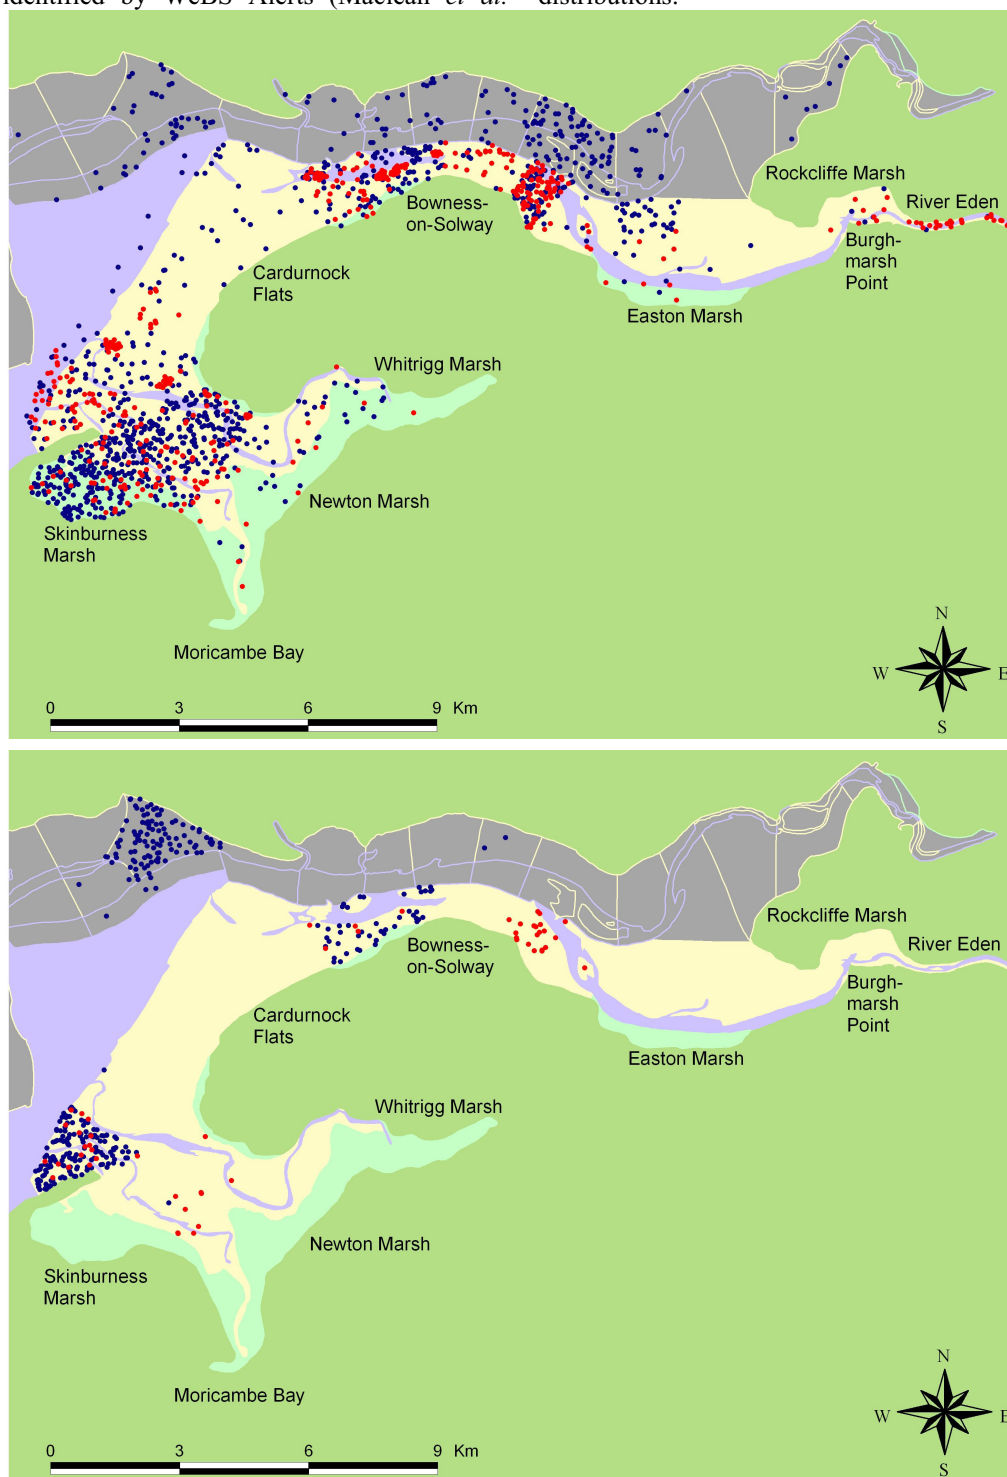 identified by WeBS Alerts (Maclean et al. distributions.
Rockcliffe Marsh
River Eden
Bowness-
on-Solway
Burgh-
marsh
Point
Cardurnock
Flats
Easton Marsh
Whitrigg Marsh
Newton Marsh
Skinburness
Marsh
Moricambe Bay
N
W E
S
0 3 6 9 Km
Rockcliffe Marsh
River Eden
Bowness-
on-Solway
Burgh-
marsh
Point
Cardurnock
Flats
Easton Marsh
Whitrigg Marsh
Newton Marsh
Skinburness
Marsh
Moricambe Bay
N
W E
S
0 3 6 9 Km